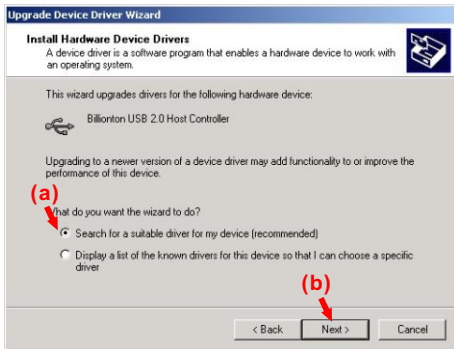 Upgrade Device Driver Wizard
Install Hardware Device Drivers
A device driver is a software program that enables a hardware device to work with
an operating system.
This wizard upgrades drivers for the following hardware device:
Billionton USB 2.0 Host Controller
Upgrading to a newer version of a device driver may add functionality to or improve the
performance of this device.
(a)
What do you want the wizard to do?
Search for a suitable driver for my device (recommended)
Display a list of the known drivers for this device so that I can choose a specific
driver
(b)
< Back Next > Cancel